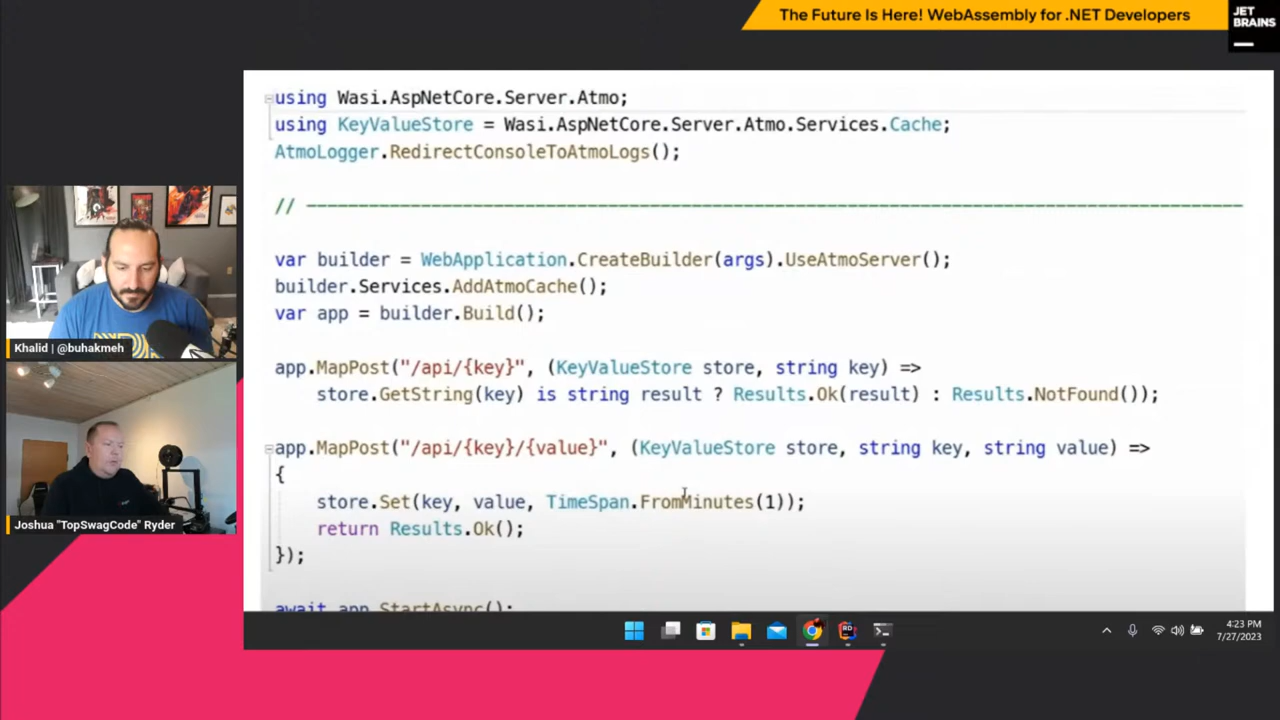 The Future Is Here! WebAssembly for .NET Developers
JET
BRAINS
using Wasi.AspNetCore.Server.Atmo;
using KeyValueStore = Wasi.AspNetCore.Server.Atmo.Services.Cache;
AtmoLogger.RedirectConsoleToAtmoLogs();
// ------------------------------------------------------------------------------------------
var builder = WebApplication.CreateBuilder(args).UseAtmoServer();
builder.Services.AddAtmoCache();
var app = builder.Build();
app.MapPost("/api/{key}", (KeyValueStore store, string key) =>
store.GetString(key) is string result ? Results.Ok(result) : Results.NotFound());
app.MapPost("/api/{key}/{value}", (KeyValueStore store, string key, string value) =>
{
store.Set(key, value, TimeSpan.FromMinutes(1));
return Results.Ok();
});
await app.StartAsync();
Khalid | @buhakmeh
Joshua "TopSwagCode" Ryder
RD
4:23 PM
7/27/2023